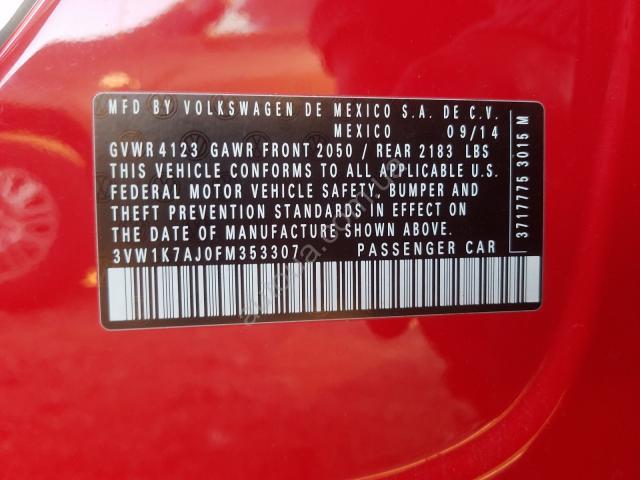 MFD BY VOLKSWAGEN DE MEXICO S.A. DE C.V.
MEXICO 09/14
GVWR 4123 GAWR FRONT 2050 / REAR 2183 LBS
THIS VEHICLE CONFORMS TO ALL APPLICABLE U.S.
FEDERAL MOTOR VEHICLE SAFETY, BUMPER AND
THEFT PREVENTION STANDARDS IN EFFECT ON
THE DATE OF MANUFACTURE SHOWN ABOVE.
3VW1K7AJ0FM353307 PASSENGER CAR
3717775 3015 M